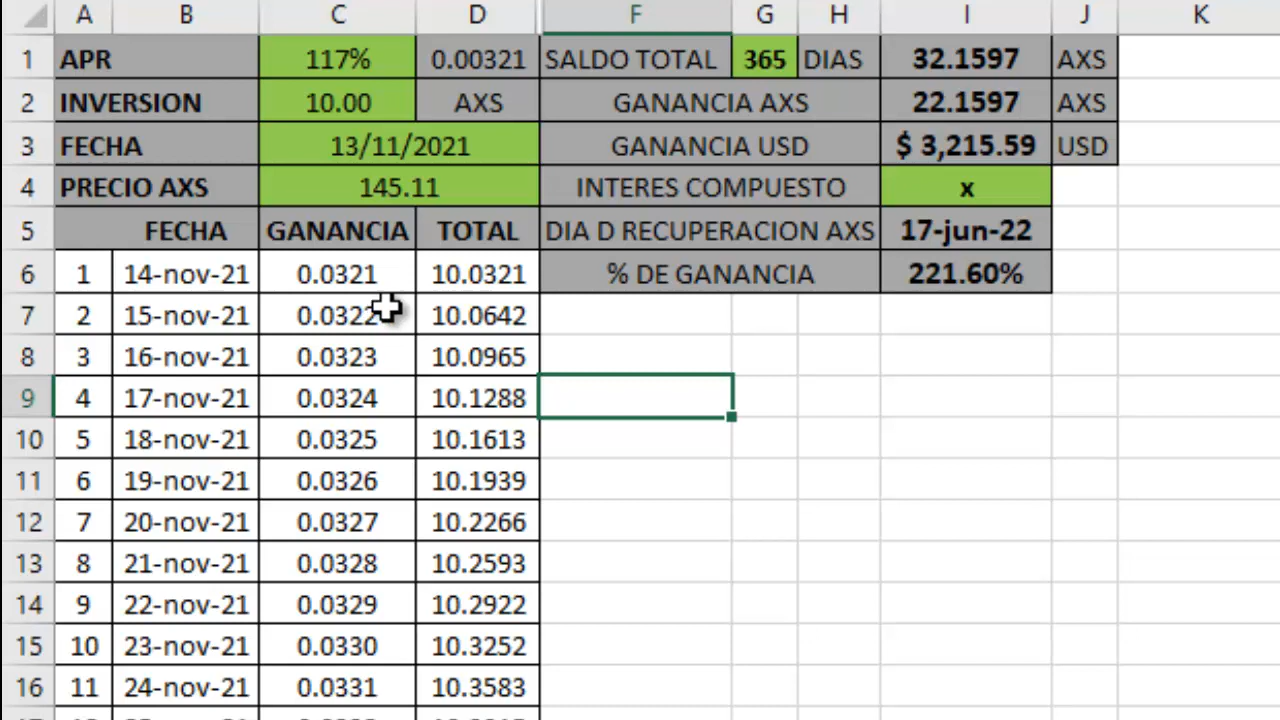 A B C D F G H I J K
1 APR 117% 0.00321 SALDO TOTAL 365 DIAS 32.1597 AXS
2 INVERSION 10.00 AXS GANANCIA AXS 22.1597 AXS
3 FECHA 13/11/2021 GANANCIA USD $ 3,215.59 USD
4 PRECIO AXS 145.11 INTERES COMPUESTO x
5 FECHA GANANCIA TOTAL DIA D RECUPERACION AXS 17-jun-22
6 1 14-nov-21 0.0321 10.0321 % DE GANANCIA 221.60%
7 2 15-nov-21 0.0322 10.0642
8 3 16-nov-21 0.0323 10.0965
9 4 17-nov-21 0.0324 10.1288
10 5 18-nov-21 0.0325 10.1613
11 6 19-nov-21 0.0326 10.1939
12 7 20-nov-21 0.0327 10.2266
13 8 21-nov-21 0.0328 10.2593
14 9 22-nov-21 0.0329 10.2922
15 10 23-nov-21 0.0330 10.3252
16 11 24-nov-21 0.0331 10.3583